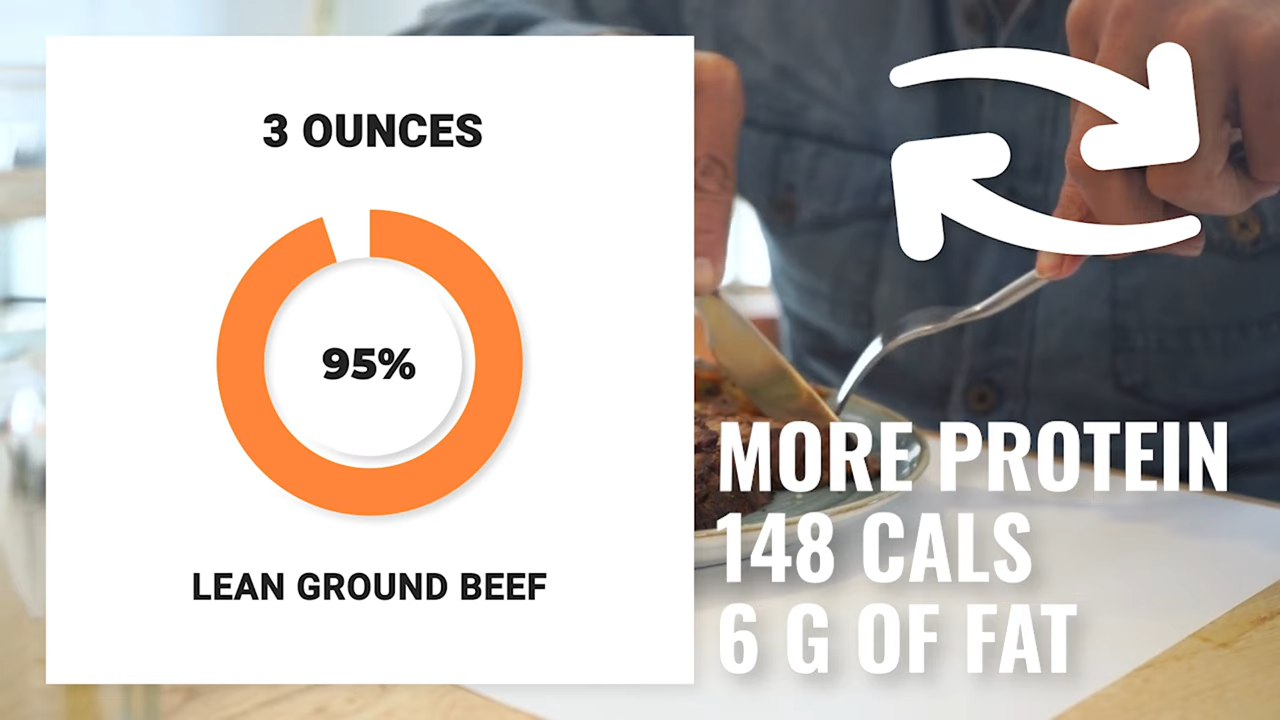 3 OUNCES
95%
LEAN GROUND BEEF
MORE PROTEIN
148 CALS
6 G OF FAT